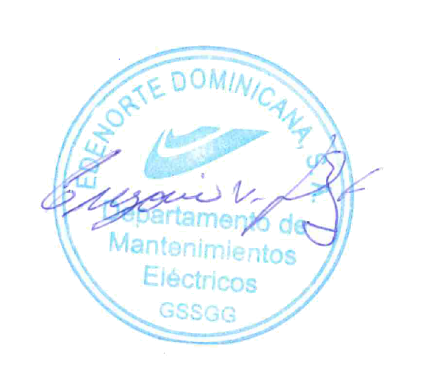 EDENORTE DOMINICANA, S.A.
Departamento de
Mantenimientos
Eléctricos
GSSGG